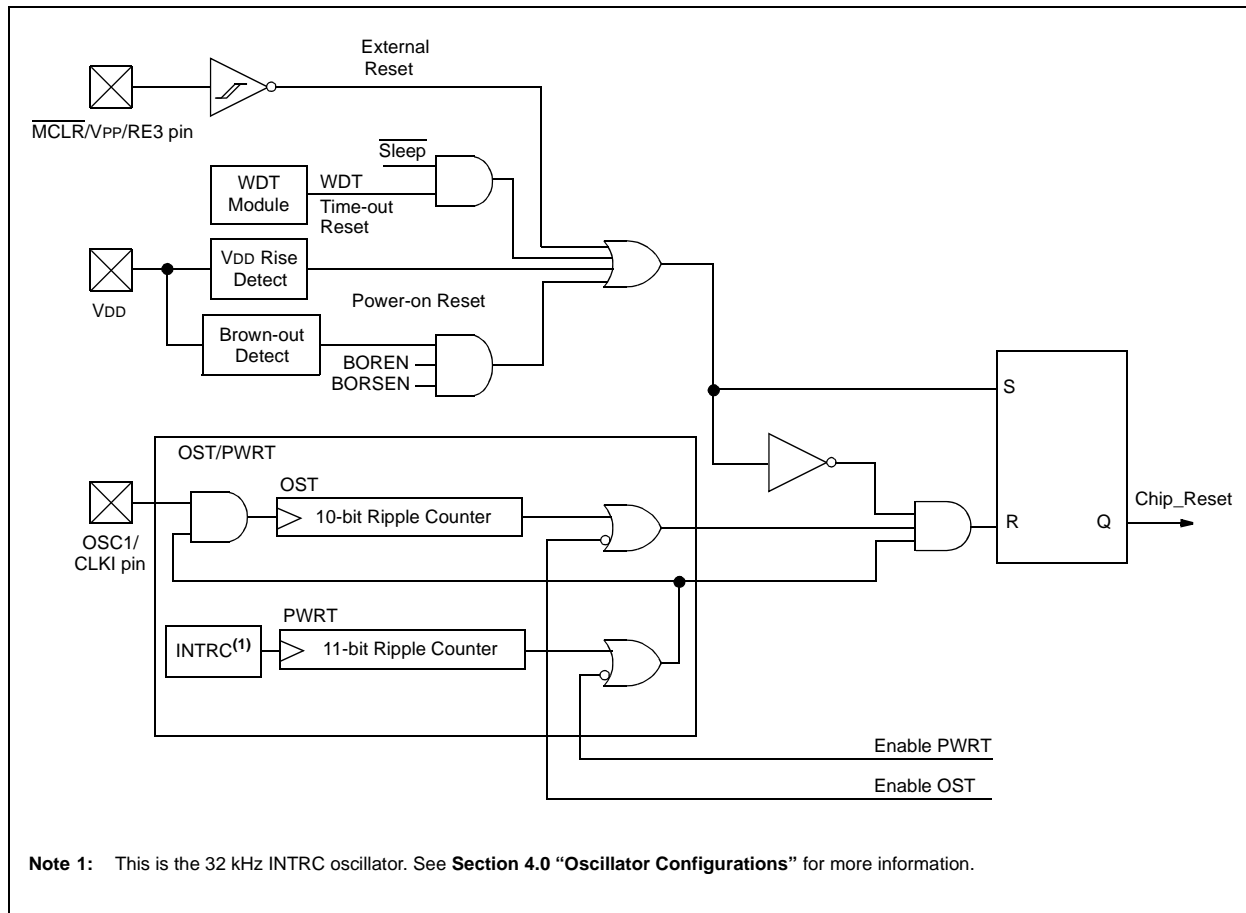 External
Reset
MCLR/VPP/RE3 pin
Sleep
WDT
Module
WDT
Time-out
Reset
VDD
VDD Rise
Detect
Power-on Reset
Brown-out
Detect
BOREN
BORSEN
S
OST/PWRT
OST
10-bit Ripple Counter
OSC1/
CLKI pin
R
Q
Chip_Reset
PWRT
INTRC(1)
11-bit Ripple Counter
Enable PWRT
Enable OST
Note 1: This is the 32 kHz INTRC oscillator. See Section 4.0 “Oscillator Configurations” for more information.